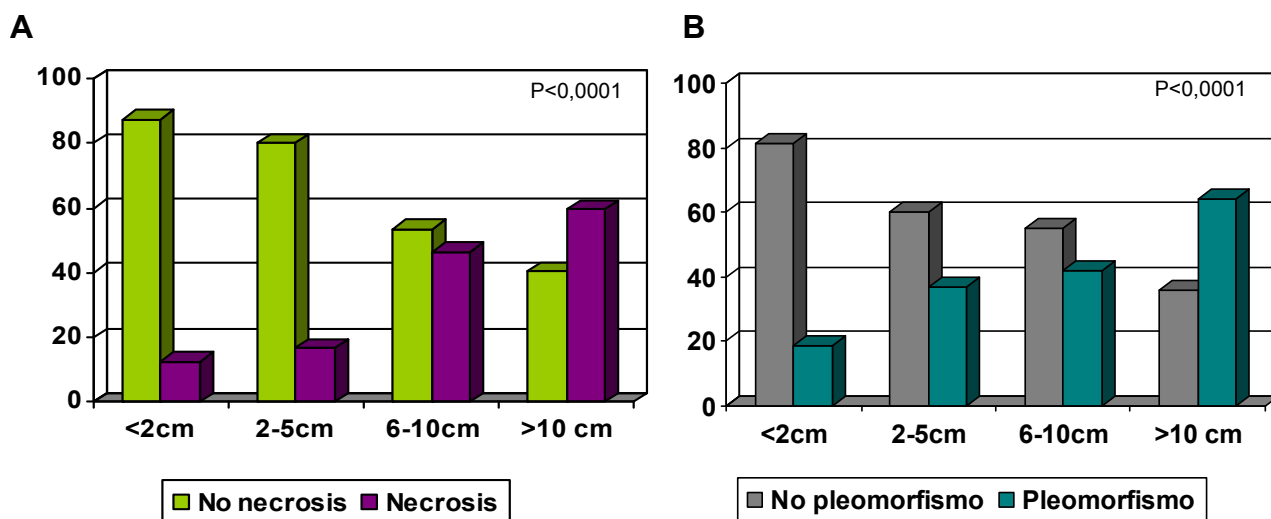 A
P<0,0001
100
80
60
40
20
0
<2cm 2-5cm 6-10cm >10 cm
No necrosis Necrosis
B
P<0,0001
100
80
60
40
20
0
<2cm 2-5cm 6-10cm >10 cm
No pleomorfismo Pleomorfismo